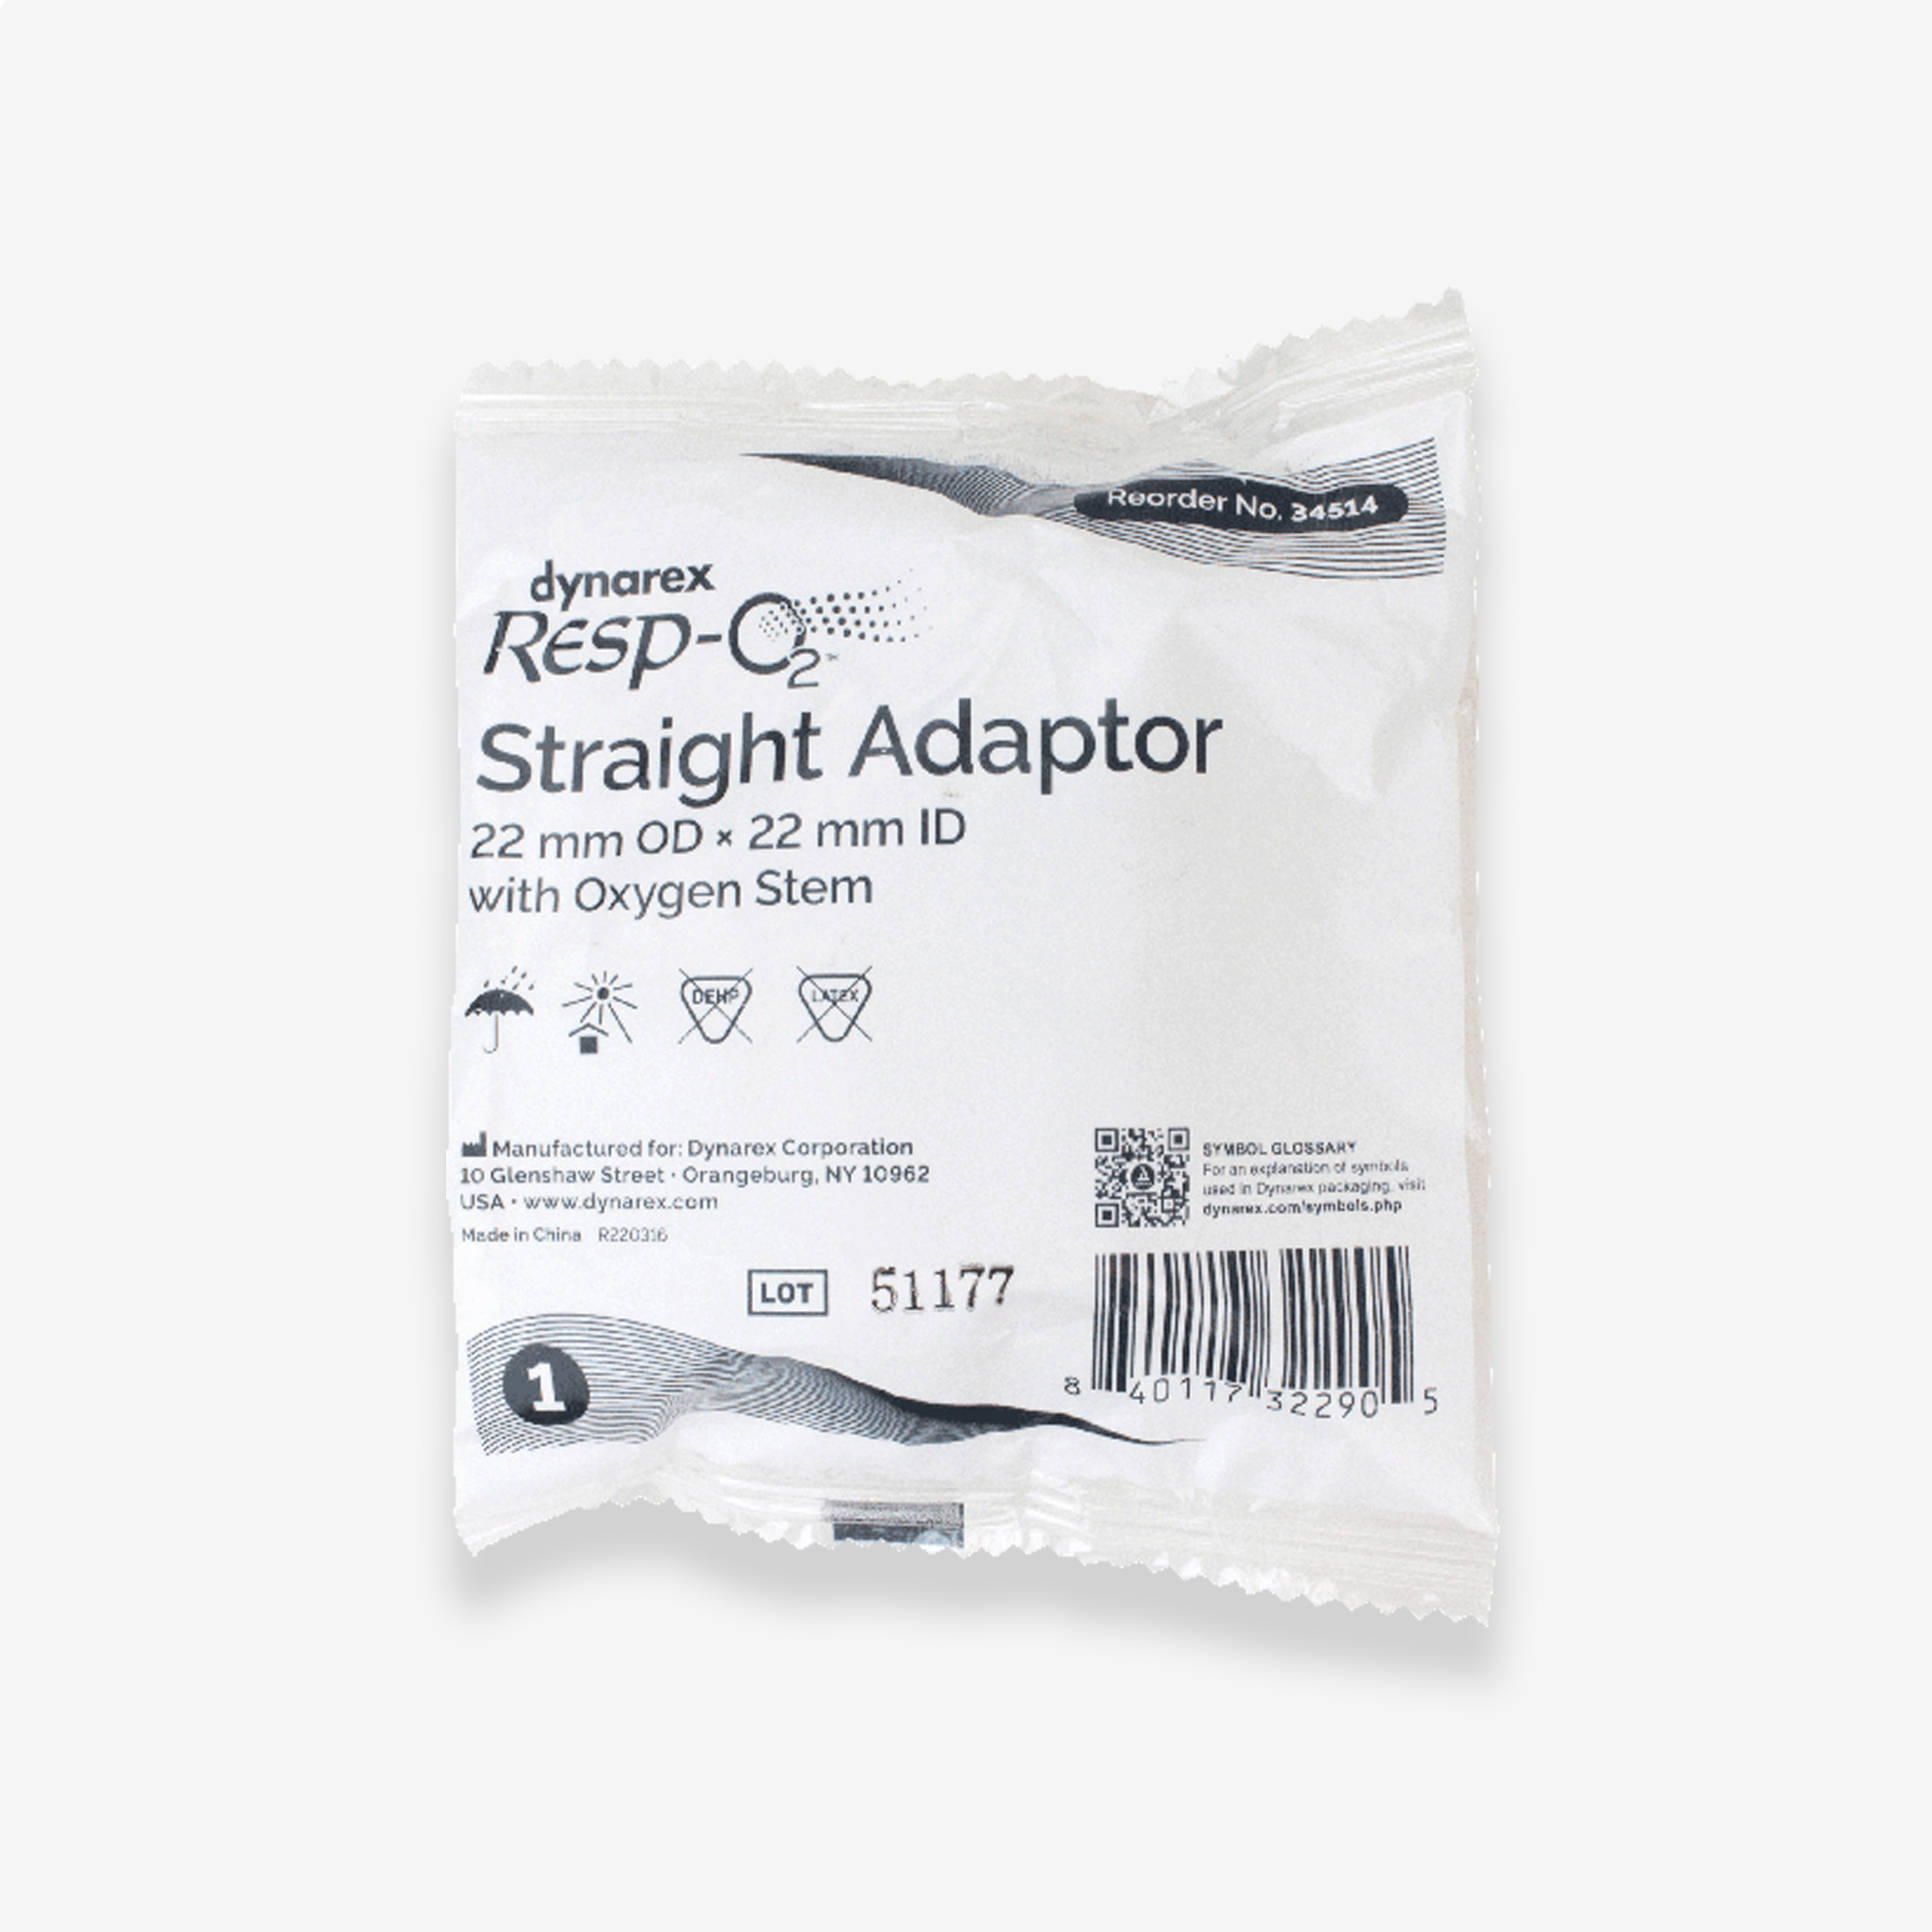 Reorder No. 34514
dynarex
Resp-O2™
Straight Adaptor
22 mm OD × 22 mm ID
with Oxygen Stem
DEHP
LATEX
Manufactured for: Dynarex Corporation
10 Glenshaw Street • Orangeburg, NY 10962
USA • www.dynarex.com
Made in China R220316
SYMBOL GLOSSARY
For an explanation of symbols
used in Dynarex packaging, visit
dynarex.com/symbols.php
LOT 51177
1
8 40117 32290 5